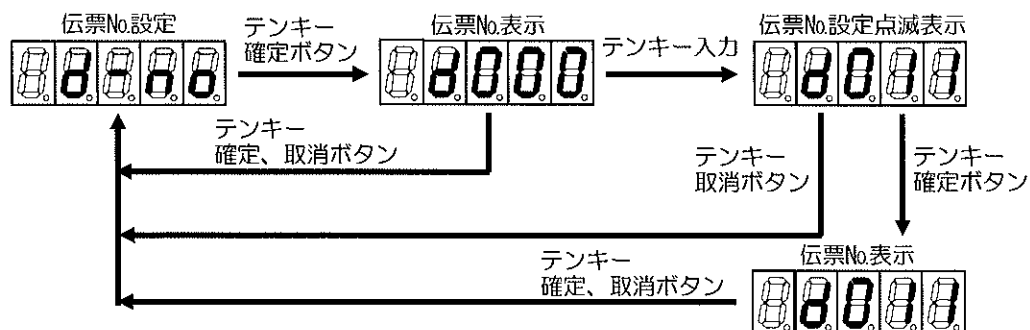 伝票No.設定
d-no
テンキー
確定ボタン
伝票No.表示
d000
テンキー入力
伝票No.設定点滅表示
d011
テンキー
確定、取消ボタン
テンキー
取消ボタン
テンキー
確定ボタン
テンキー
確定、取消ボタン
伝票No.表示
d011